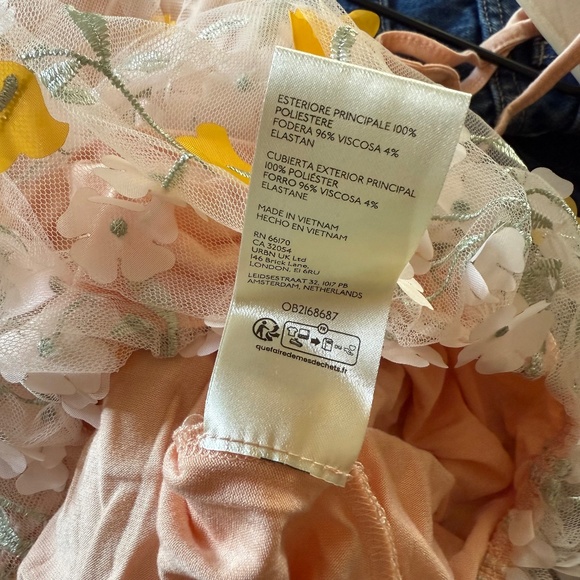 ESTERIORE PRINCIPALE 100%
POLIESTERE
FODERA 96% VISCOSA 4%
ELASTAN
CUBIERTA EXTERIOR PRINCIPAL
100% POLIÉSTER
FORRO 96% VISCOSA 4%
ELASTANE
MADE IN VIETNAM
HECHO EN VIETNAM
RN 66170
CA 32054
URBN UK Ltd
146 Brick Lane,
LONDON, E1 6RU
LEIDSESTRAAT 32, 1017 PB
AMSTERDAM, NETHERLANDS
OB2168687
FR
quefairedemesdechets.fr